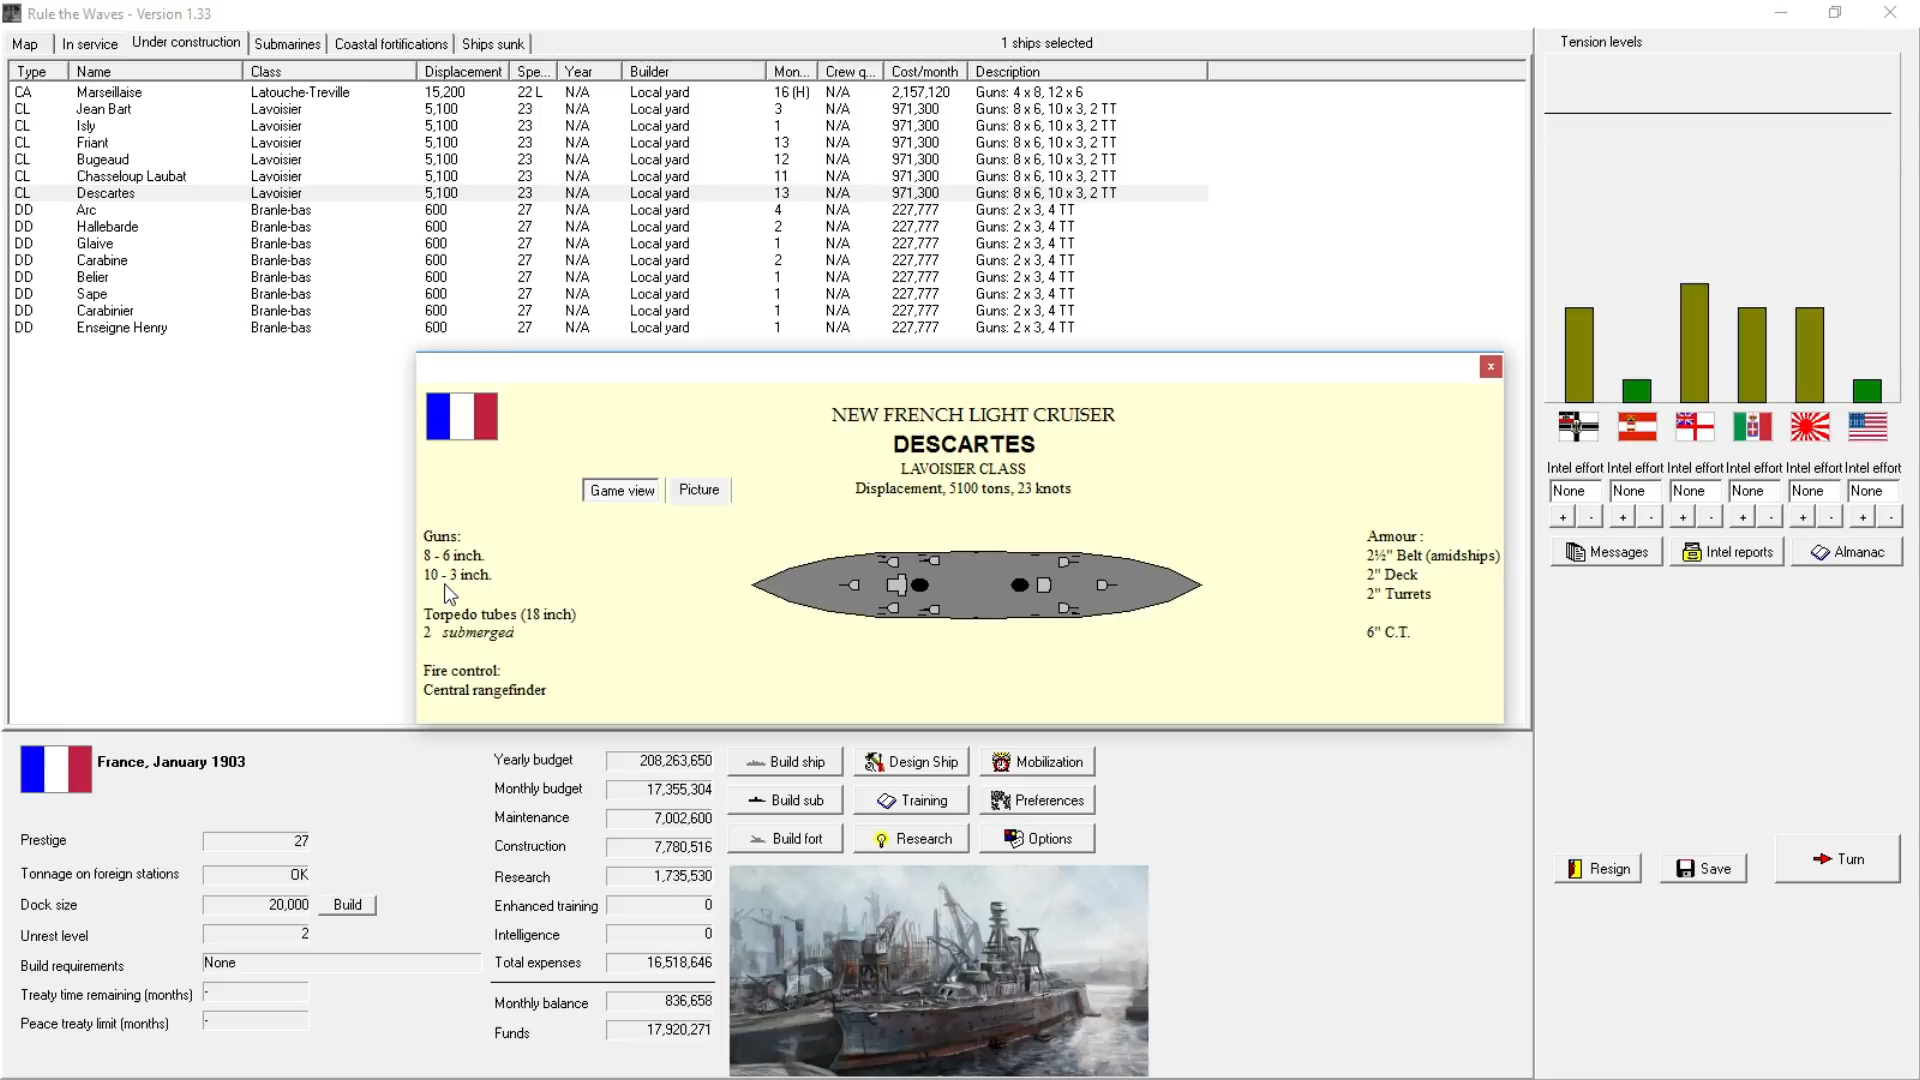 Rule the Waves - Version 1.33
Map In service Under construction Submarines Coastal fortifications Ships sunk 1 ships selected
Type Name Class Displacement Spe... Year Builder Mon... Crew q... Cost/month Description
CA Marseillaise Latouche-Treville 15,200 22 L N/A Local yard 16 (H) N/A 2,157,120 Guns: 4 x 8, 12 x 6
CL Jean Bart Lavoisier 5,100 23 N/A Local yard 3 N/A 971,300 Guns: 8 x 6, 10 x 3, 2 TT
CL Isly Lavoisier 5,100 23 N/A Local yard 1 N/A 971,300 Guns: 8 x 6, 10 x 3, 2 TT
CL Friant Lavoisier 5,100 23 N/A Local yard 13 N/A 971,300 Guns: 8 x 6, 10 x 3, 2 TT
CL Bugeaud Lavoisier 5,100 23 N/A Local yard 12 N/A 971,300 Guns: 8 x 6, 10 x 3, 2 TT
CL Chasseloup Laubat Lavoisier 5,100 23 N/A Local yard 11 N/A 971,300 Guns: 8 x 6, 10 x 3, 2 TT
CL Descartes Lavoisier 5,100 23 N/A Local yard 13 N/A 971,300 Guns: 8 x 6, 10 x 3, 2 TT
DD Arc Branle-bas 600 27 N/A Local yard 4 N/A 227,777 Guns: 2 x 3, 4 TT
DD Hallebarde Branle-bas 600 27 N/A Local yard 2 N/A 227,777 Guns: 2 x 3, 4 TT
DD Glaive Branle-bas 600 27 N/A Local yard 1 N/A 227,777 Guns: 2 x 3, 4 TT
DD Carabine Branle-bas 600 27 N/A Local yard 2 N/A 227,777 Guns: 2 x 3, 4 TT
DD Belier Branle-bas 600 27 N/A Local yard 1 N/A 227,777 Guns: 2 x 3, 4 TT
DD Sape Branle-bas 600 27 N/A Local yard 1 N/A 227,777 Guns: 2 x 3, 4 TT
DD Carabinier Branle-bas 600 27 N/A Local yard 1 N/A 227,777 Guns: 2 x 3, 4 TT
DD Enseigne Henry Branle-bas 600 27 N/A Local yard 1 N/A 227,777 Guns: 2 x 3, 4 TT
x
NEW FRENCH LIGHT CRUISER
DESCARTES
LAVOISIER CLASS
Displacement, 5100 tons, 23 knots
Game view Picture
Guns:
8 - 6 inch.
10 - 3 inch.
Torpedo tubes (18 inch)
2 submerged
Fire control:
Central rangefinder
Armour :
2½" Belt (amidships)
2" Deck
2" Turrets
6" C.T.
Tension levels
Intel effort Intel effort Intel effort Intel effort Intel effort Intel effort
None None None None None None
+ - + - + - + - + - + -
Messages Intel reports Almanac
France, January 1903
Prestige 27
Tonnage on foreign stations OK
Dock size 20,000 Build
Unrest level 2
Build requirements None
Treaty time remaining (months) -
Peace treaty limit (months) -
Yearly budget 208,263,650
Monthly budget 17,355,304
Maintenance 7,002,600
Construction 7,780,516
Research 1,735,530
Enhanced training 0
Intelligence 0
Total expenses 16,518,646
Monthly balance 836,658
Funds 17,920,271
Build ship Design Ship Mobilization
Build sub Training Preferences
Build fort Research Options
Resign Save Turn